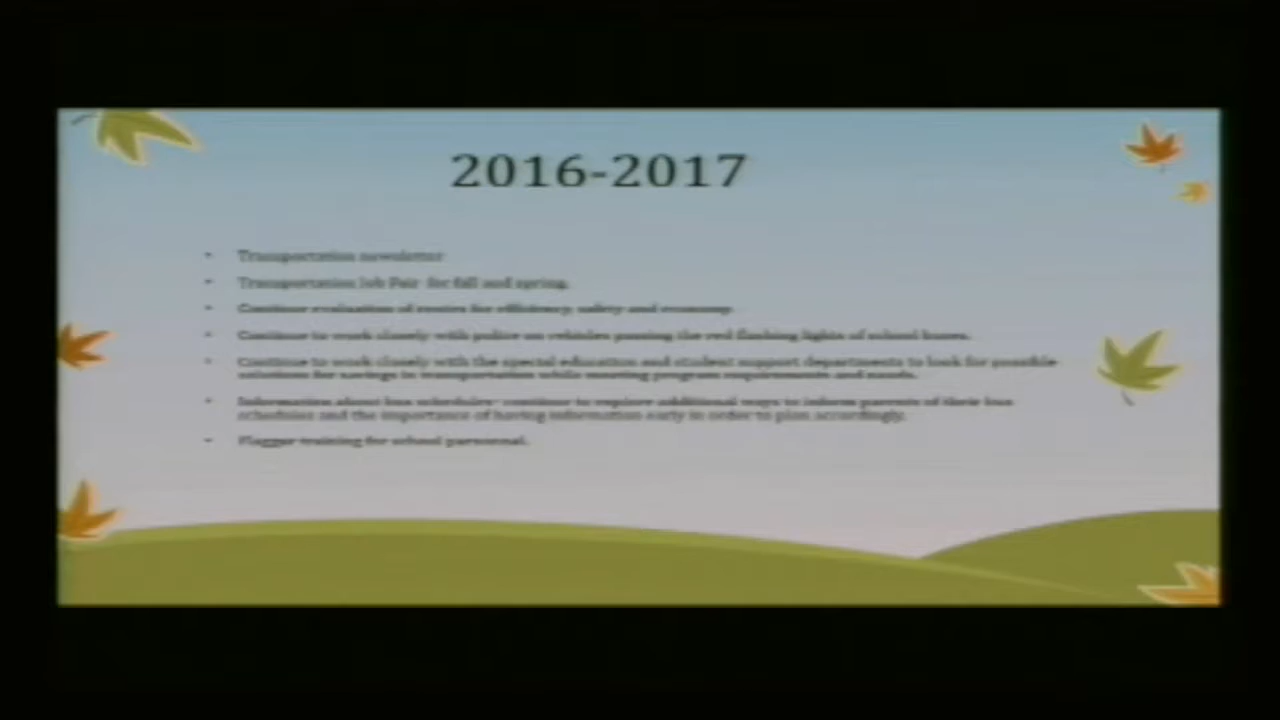 2016-2017
• Transportation newsletter
• Transportation Job Fair for fall and spring.
• Continue evaluation of routes for efficiency, safety and economy.
• Continue to work closely with police on vehicles passing the red flashing lights of school buses.
• Continue to work closely with the special education and student support departments to look for possible
solutions for savings in transportation while meeting program requirements and needs.
• Information about bus schedules- continue to explore additional ways to inform parents of their bus
schedules and the importance of having information early in order to plan accordingly.
• Flagger training for school personnel.